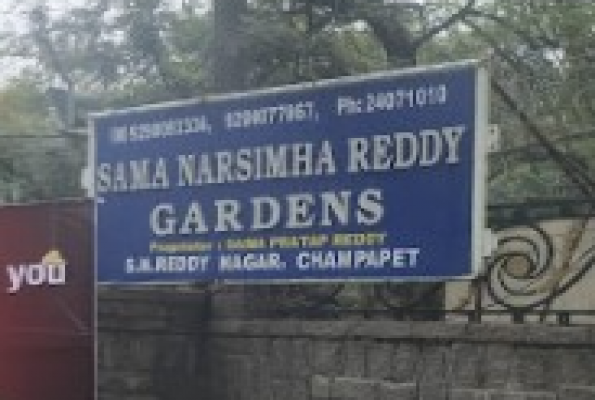 Ph: 24071010
SAMA NARSIMHA REDDY
GARDENS
Proprietor : SAMA PRATAP REDDY
S.N.REDDY NAGAR, CHAMPAPET
you